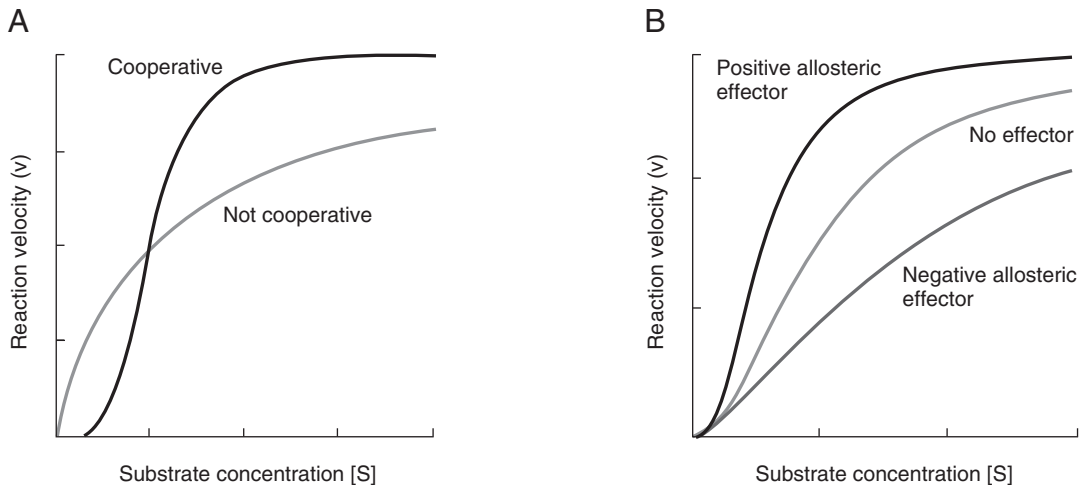 A
Cooperative
Not cooperative
Reaction velocity (v)
Substrate concentration [S]
B
Positive allosteric
effector
No effector
Negative allosteric
effector
Reaction velocity (v)
Substrate concentration [S]